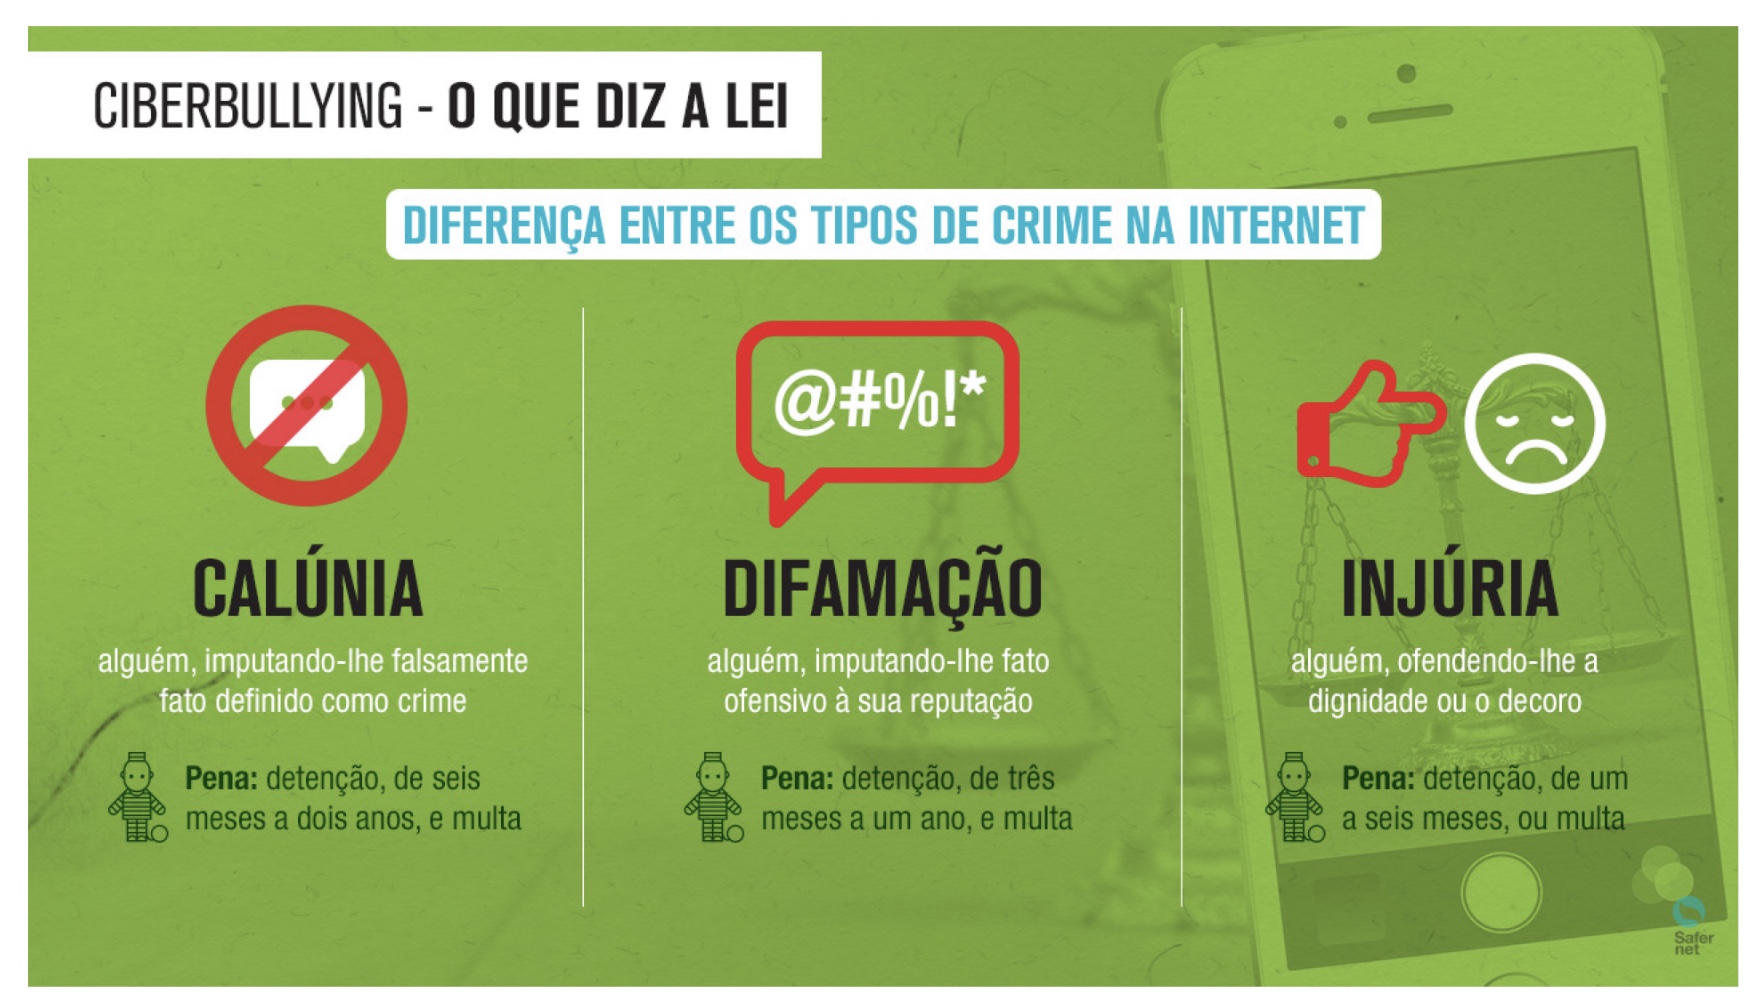 CIBERBULLYING - O QUE DIZ A LEI
DIFERENÇA ENTRE OS TIPOS DE CRIME NA INTERNET
@#%!*
CALÚNIA
alguém, imputando-lhe falsamente
fato definido como crime
Pena: detenção, de seis
meses a dois anos, e multa
DIFAMAÇÃO
alguém, imputando-lhe fato
ofensivo à sua reputação
Pena: detenção, de três
meses a um ano, e multa
INJÚRIA
alguém, ofendendo-lhe a
dignidade ou o decoro
Pena: detenção, de um
a seis meses, ou multa
Safer
net